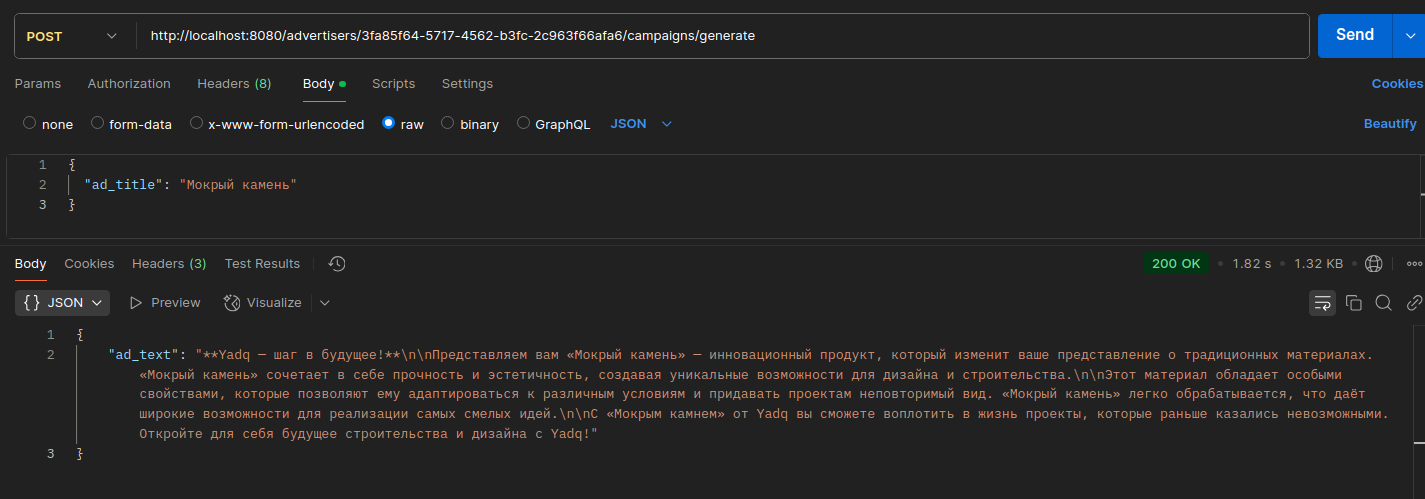 POST http://localhost:8080/advertisers/3fa85f64-5717-4562-b3fc-2c963f66afa6/campaigns/generate Send
Params Authorization Headers (8) Body Scripts Settings Cookies
none form-data x-www-form-urlencoded raw binary GraphQL JSON Beautify
1 {
2 "ad_title": "Мокрый камень"
3 }
Body Cookies Headers (3) Test Results 200 OK 1.82 s 1.32 KB
{} JSON Preview Visualize
1 {
2 "ad_text": "**Yadq — шаг в будущее!**\n\nПредставляем вам «Мокрый камень» — инновационный продукт, который изменит ваше представление о традиционных материалах.
«Мокрый камень» сочетает в себе прочность и эстетичность, создавая уникальные возможности для дизайна и строительства.\n\nЭтот материал обладает особыми
свойствами, которые позволяют ему адаптироваться к различным условиям и придавать проектам неповторимый вид. «Мокрый камень» легко обрабатывается, что даёт
широкие возможности для реализации самых смелых идей.\n\nС «Мокрым камнем» от Yadq вы сможете воплотить в жизнь проекты, которые раньше казались невозможными.
Откройте для себя будущее строительства и дизайна с Yadq!"
3 }